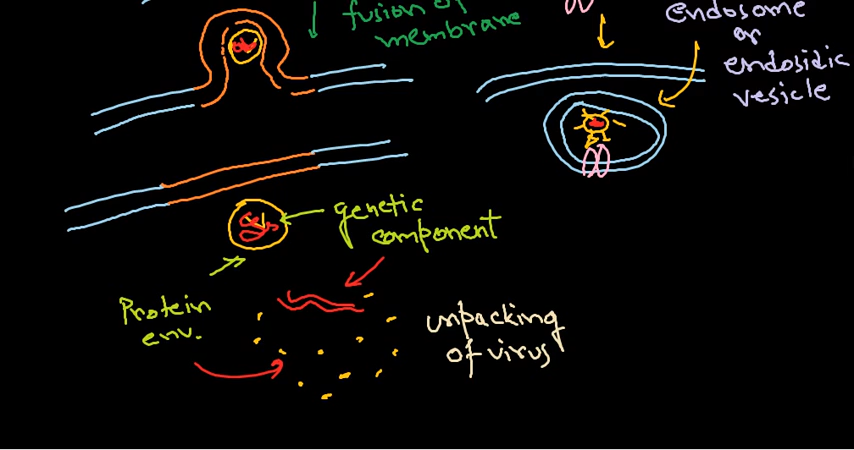 fusion of
membrane
endosome
or
endosidic
vesicle
genetic
component
Protein
env.
unpacking
of virus